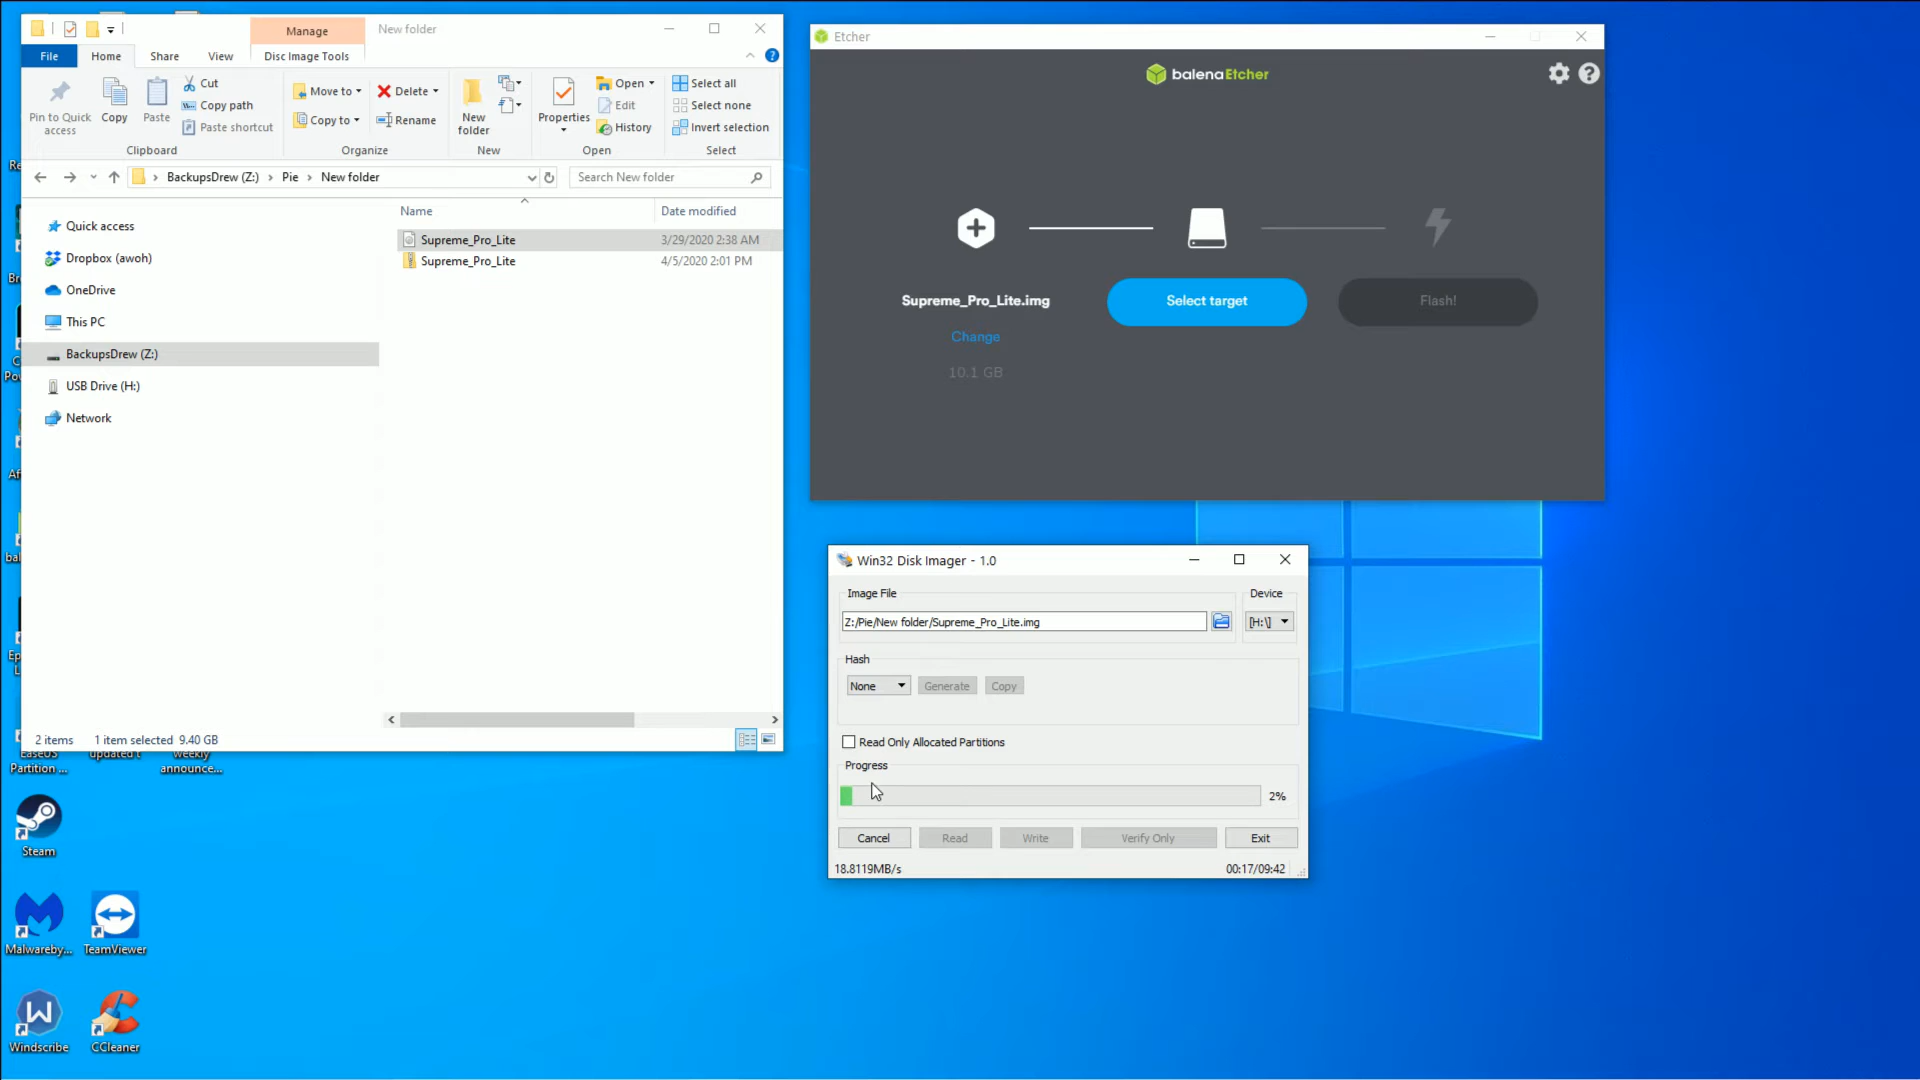 Manage
New folder
File
Home
Share
View
Disc Image Tools
Pin to Quick access
Copy
Paste
Cut
Copy path
Paste shortcut
Clipboard
Move to
Copy to
Delete
Rename
Organize
New folder
New
Properties
Open
Edit
History
Open
Select all
Select none
Invert selection
Select
BackupsDrew (Z:)
Pie
New folder
Search New folder
Name
Date modified
Quick access
Dropbox (awoh)
OneDrive
This PC
BackupsDrew (Z:)
USB Drive (H:)
Network
Supreme_Pro_Lite
3/29/2020 2:38 AM
Supreme_Pro_Lite
4/5/2020 2:01 PM
2 items
1 item selected 9.40 GB
Etcher
balenaEtcher
Supreme_Pro_Lite.img
Change
10.1 GB
Select target
Flash!
Win32 Disk Imager - 1.0
Image File
Device
Z:/Pie/New folder/Supreme_Pro_Lite.img
[H:\]
Hash
None
Generate
Copy
Read Only Allocated Partitions
Progress
2%
Cancel
Read
Write
Verify Only
Exit
18.8119MB/s
00:17/09:42
EaseUS
Partition ...
updated t
weekly
announce...
Steam
Malwareby...
TeamViewer
Windscribe
CCleaner